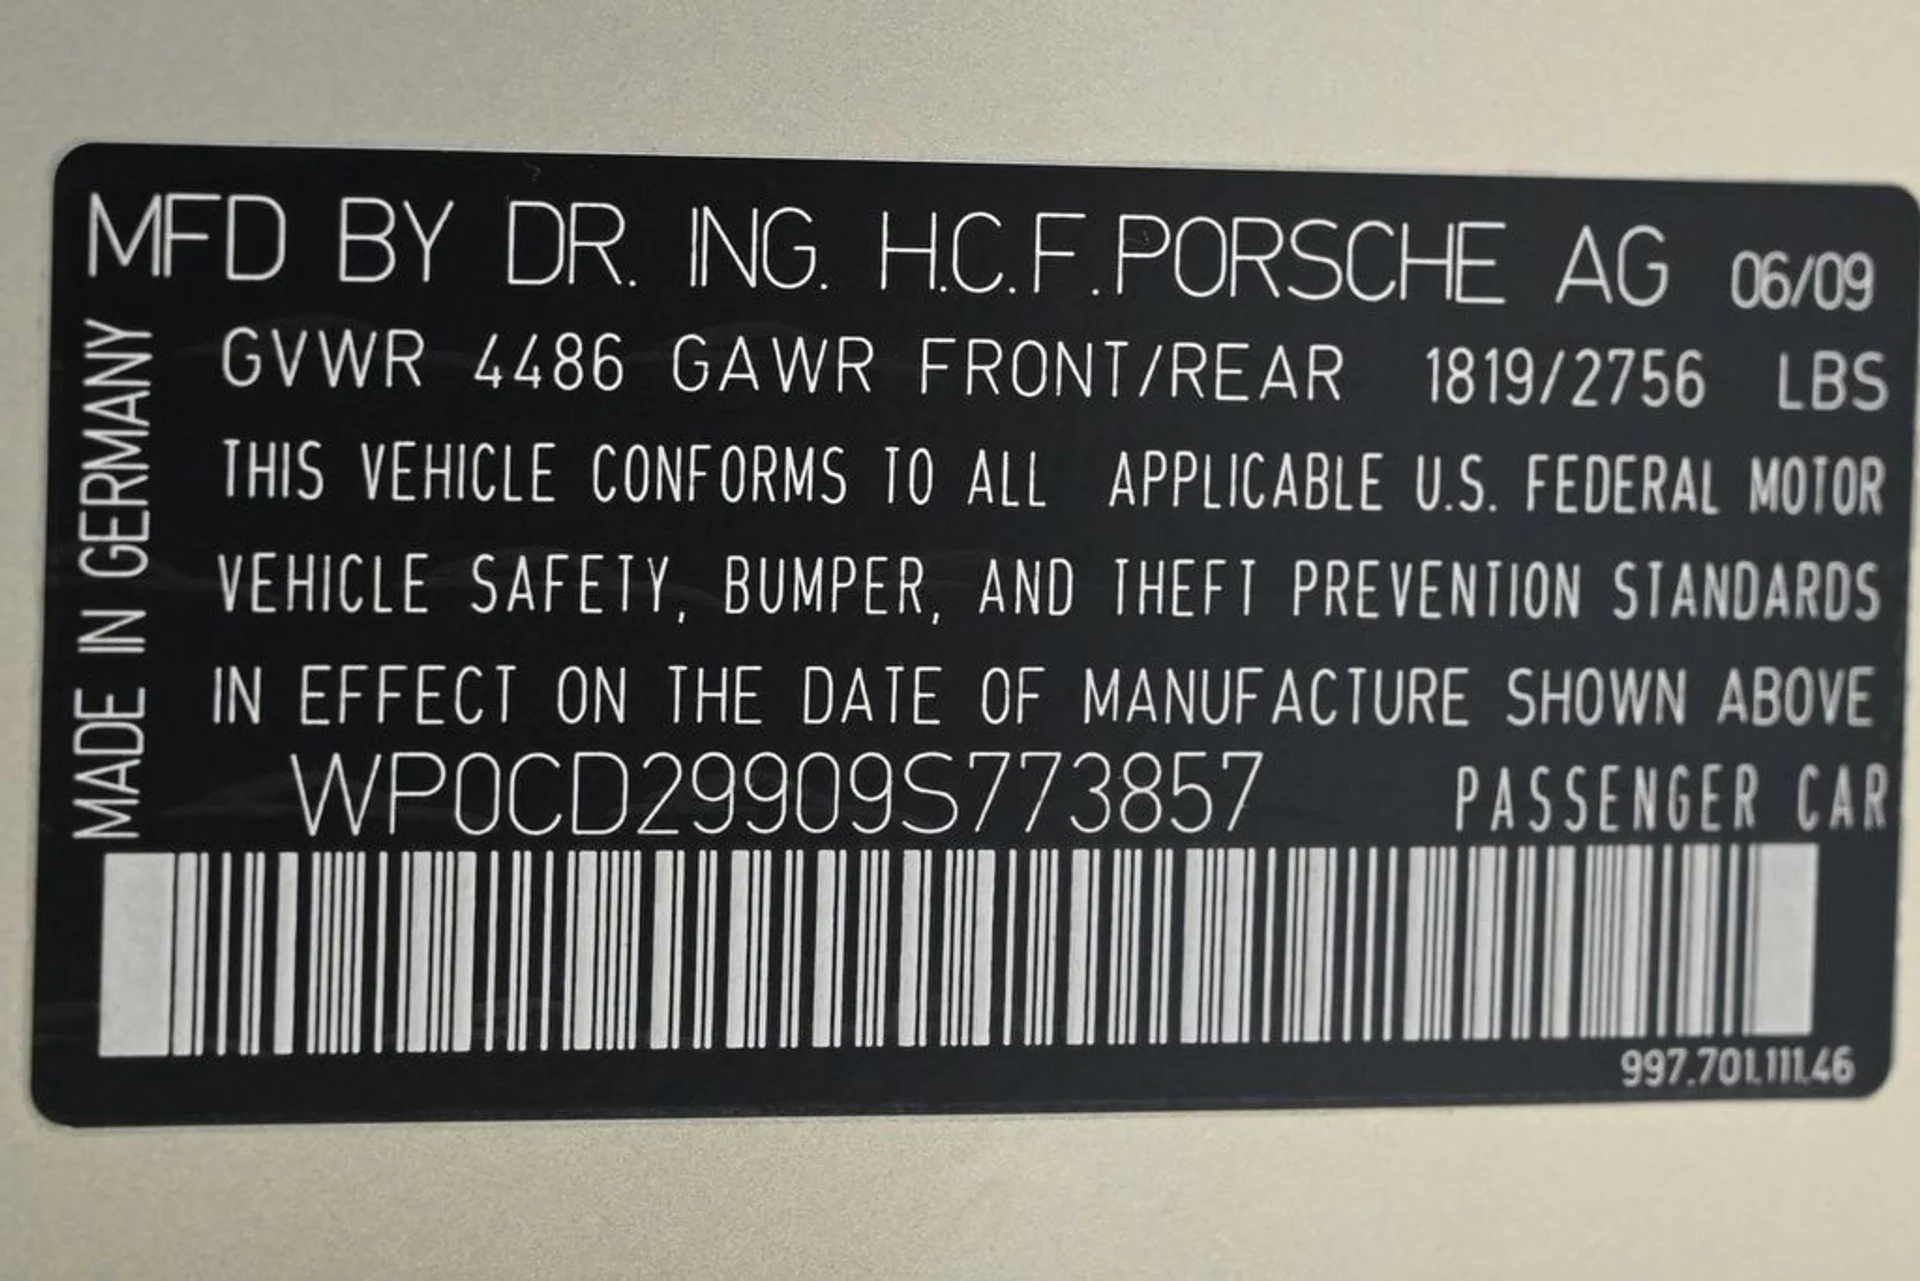 MFD BY DR. ING. H.C.F.PORSCHE AG 06/09
GVWR 4486 GAWR FRONT/REAR 1819/2756 LBS
THIS VEHICLE CONFORMS TO ALL APPLICABLE U.S. FEDERAL MOTOR
VEHICLE SAFETY, BUMPER, AND THEFT PREVENTION STANDARDS
IN EFFECT ON THE DATE OF MANUFACTURE SHOWN ABOVE
WP0CD29909S773857 PASSENGER CAR
MADE IN GERMANY
997.701.111.46